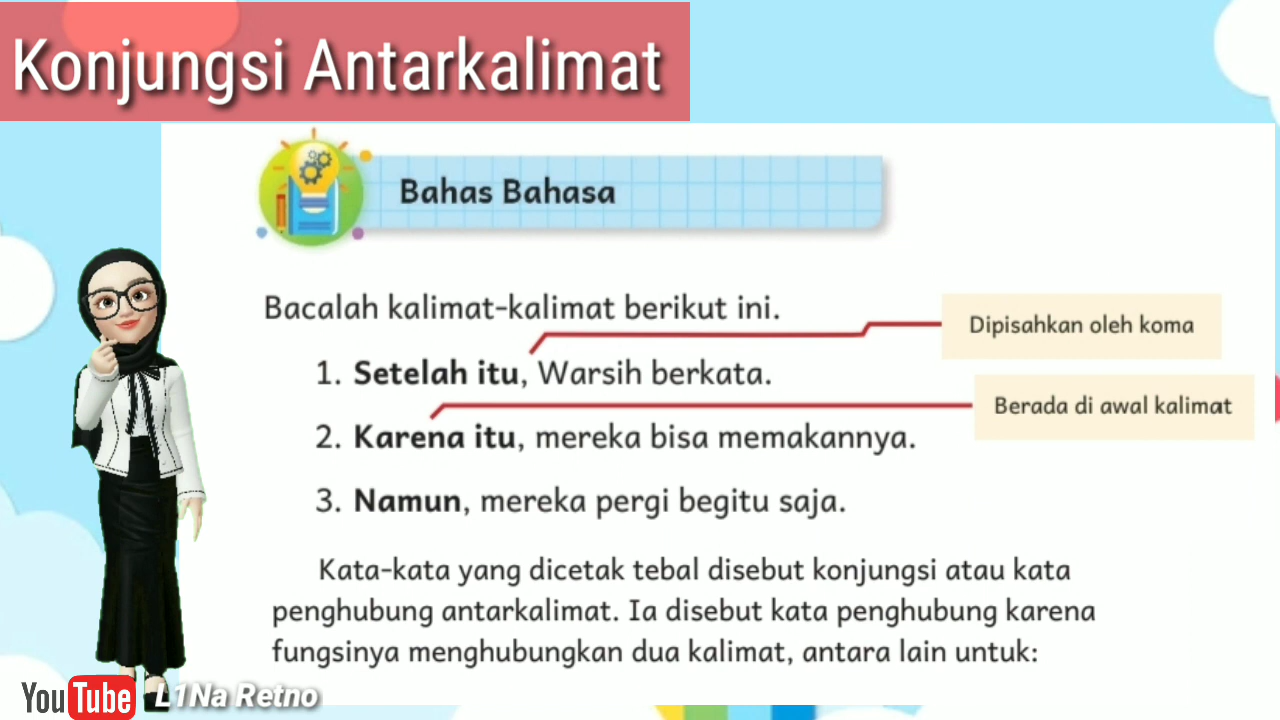 Konjungsi Antarkalimat
Bahas Bahasa
Bacalah kalimat-kalimat berikut ini.
Dipisahkan oleh koma
1. Setelah itu, Warsih berkata.
Berada di awal kalimat
2. Karena itu, mereka bisa memakannya.
3. Namun, mereka pergi begitu saja.
Kata-kata yang dicetak tebal disebut konjungsi atau kata
penghubung antarkalimat. Ia disebut kata penghubung karena
fungsinya menghubungkan dua kalimat, antara lain untuk:
YouTube L1Na Retno